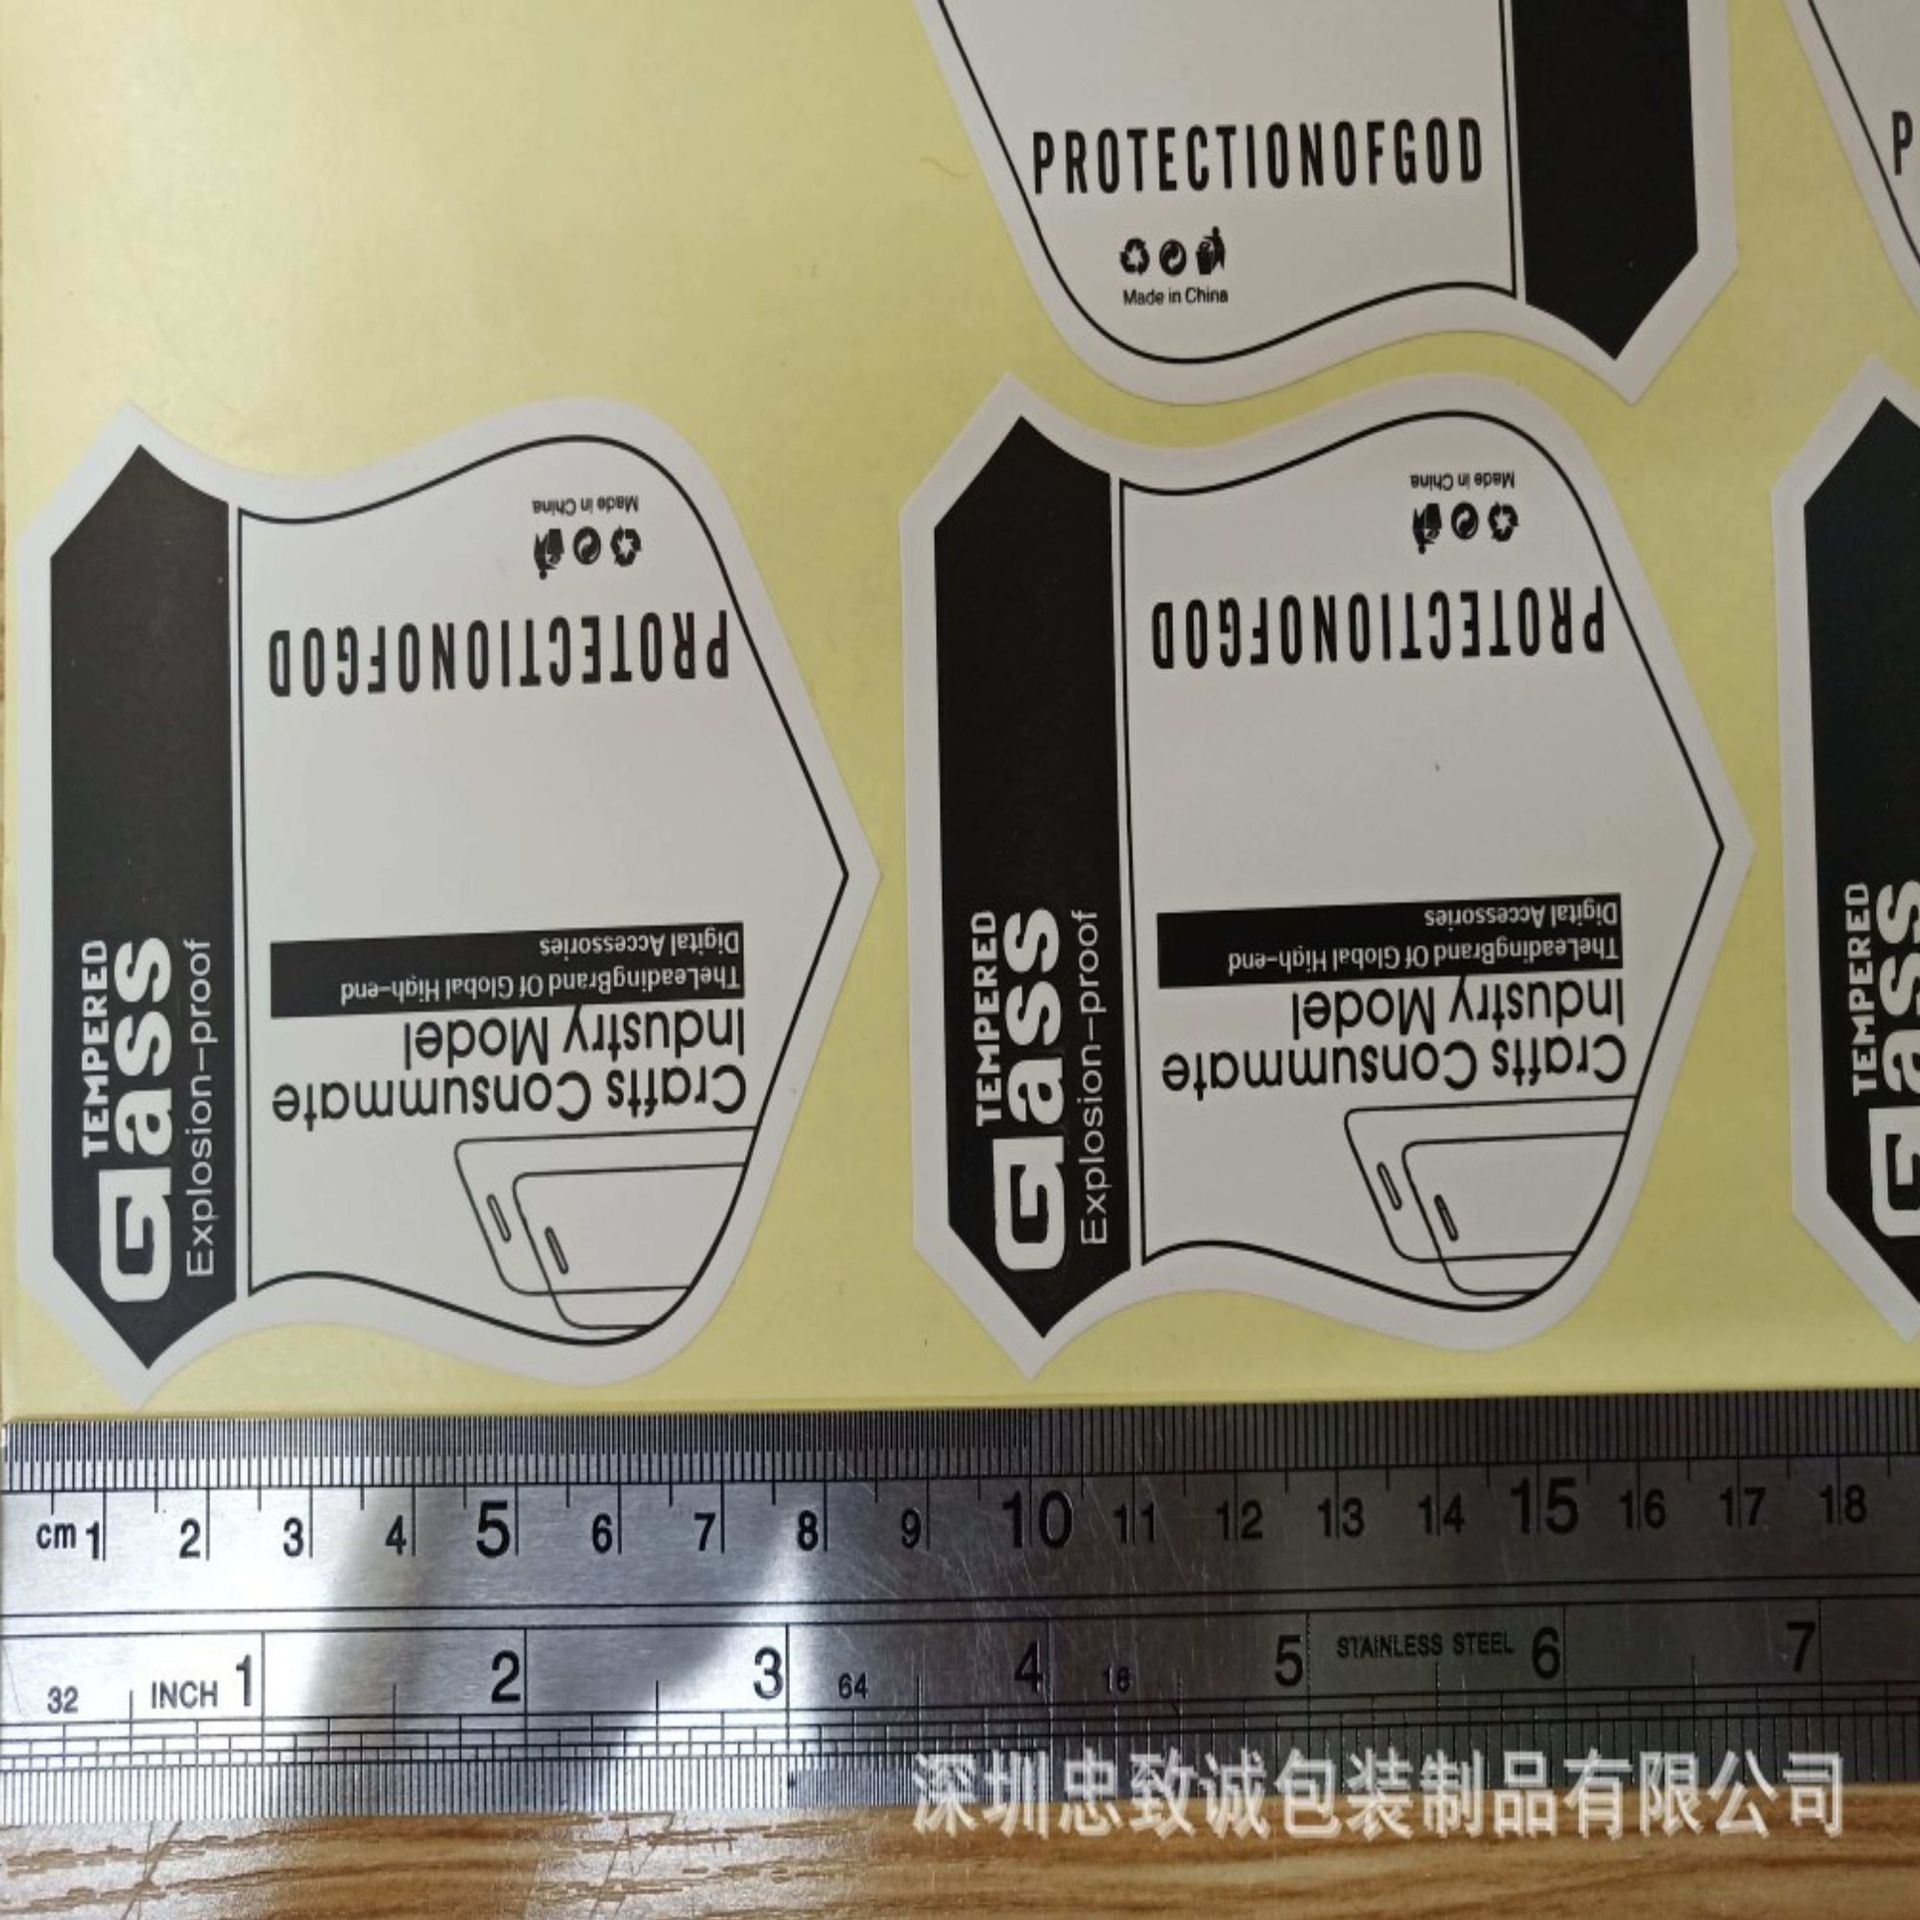 PROTECTIONOFGOD
Made in China
P
TEMPERED
Glass
Explosion-proof
Crafts Consummate
Industry Model
TheLeadingBrand Of Global High-end
Digital Accessories
PROTECTIONOFGOD
Made in China
TEMPERED
Glass
Explosion-proof
Crafts Consummate
Industry Model
TheLeadingBrand Of Global High-end
Digital Accessories
PROTECTIONOFGOD
Made in China
TEMPERED
Glass
cm 1 2 3 4 5 6 7 8 9 10 11 12 13 14 15 16 17 18
32 INCH 1 2 3 64 4 16 5 STAINLESS STEEL 6 7
深圳忠致诚包装制品有限公司